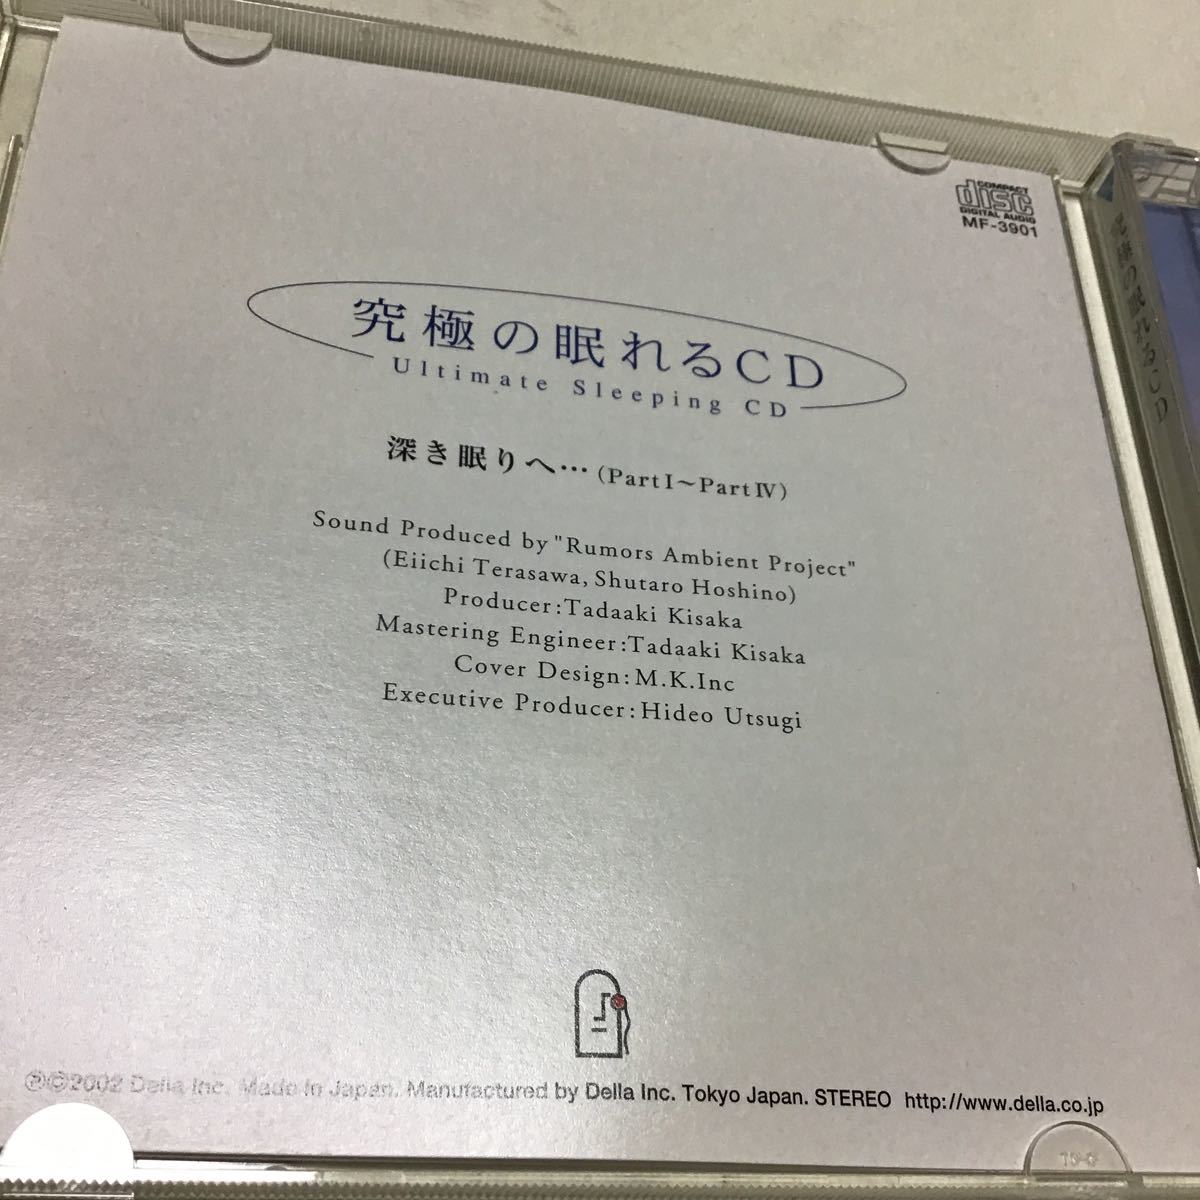 COMPACT
disc
DIGITAL AUDIO
MF-3901
究極の眠れるCD
Ultimate Sleeping CD
深き眠りへ…(PartⅠ~PartⅣ)
Sound Produced by "Rumors Ambient Project"
(Eiichi Terasawa, Shutaro Hoshino)
Producer:Tadaaki Kisaka
Mastering Engineer:Tadaaki Kisaka
Cover Design:M.K.Inc
Executive Producer:Hideo Utsugi
℗©2002 Della Inc. Made In Japan. Manufactured by Della Inc. Tokyo Japan. STEREO http://www.della.co.jp
究極の眠れるCD